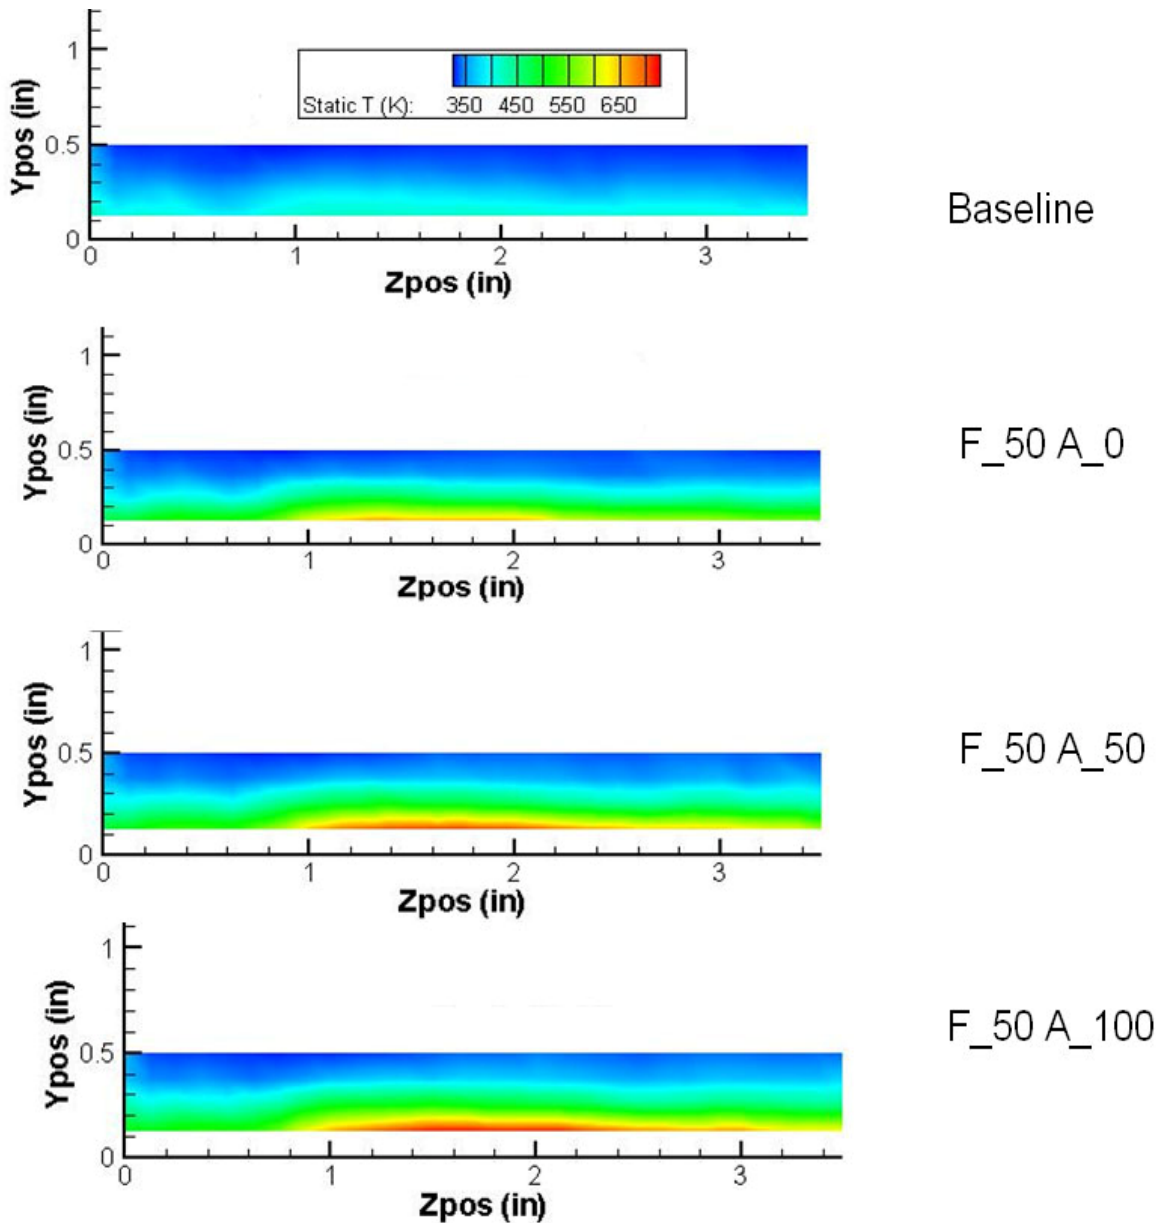 1
0.5
0
Ypos (in)
Static T (K): 350 450 550 650
0 1 2 3
Zpos (in)
Baseline
1
0.5
0
Ypos (in)
0 1 2 3
Zpos (in)
F_50 A_0
1
0.5
0
Ypos (in)
0 1 2 3
Zpos (in)
F_50 A_50
1
0.5
0
Ypos (in)
0 1 2 3
Zpos (in)
F_50 A_100